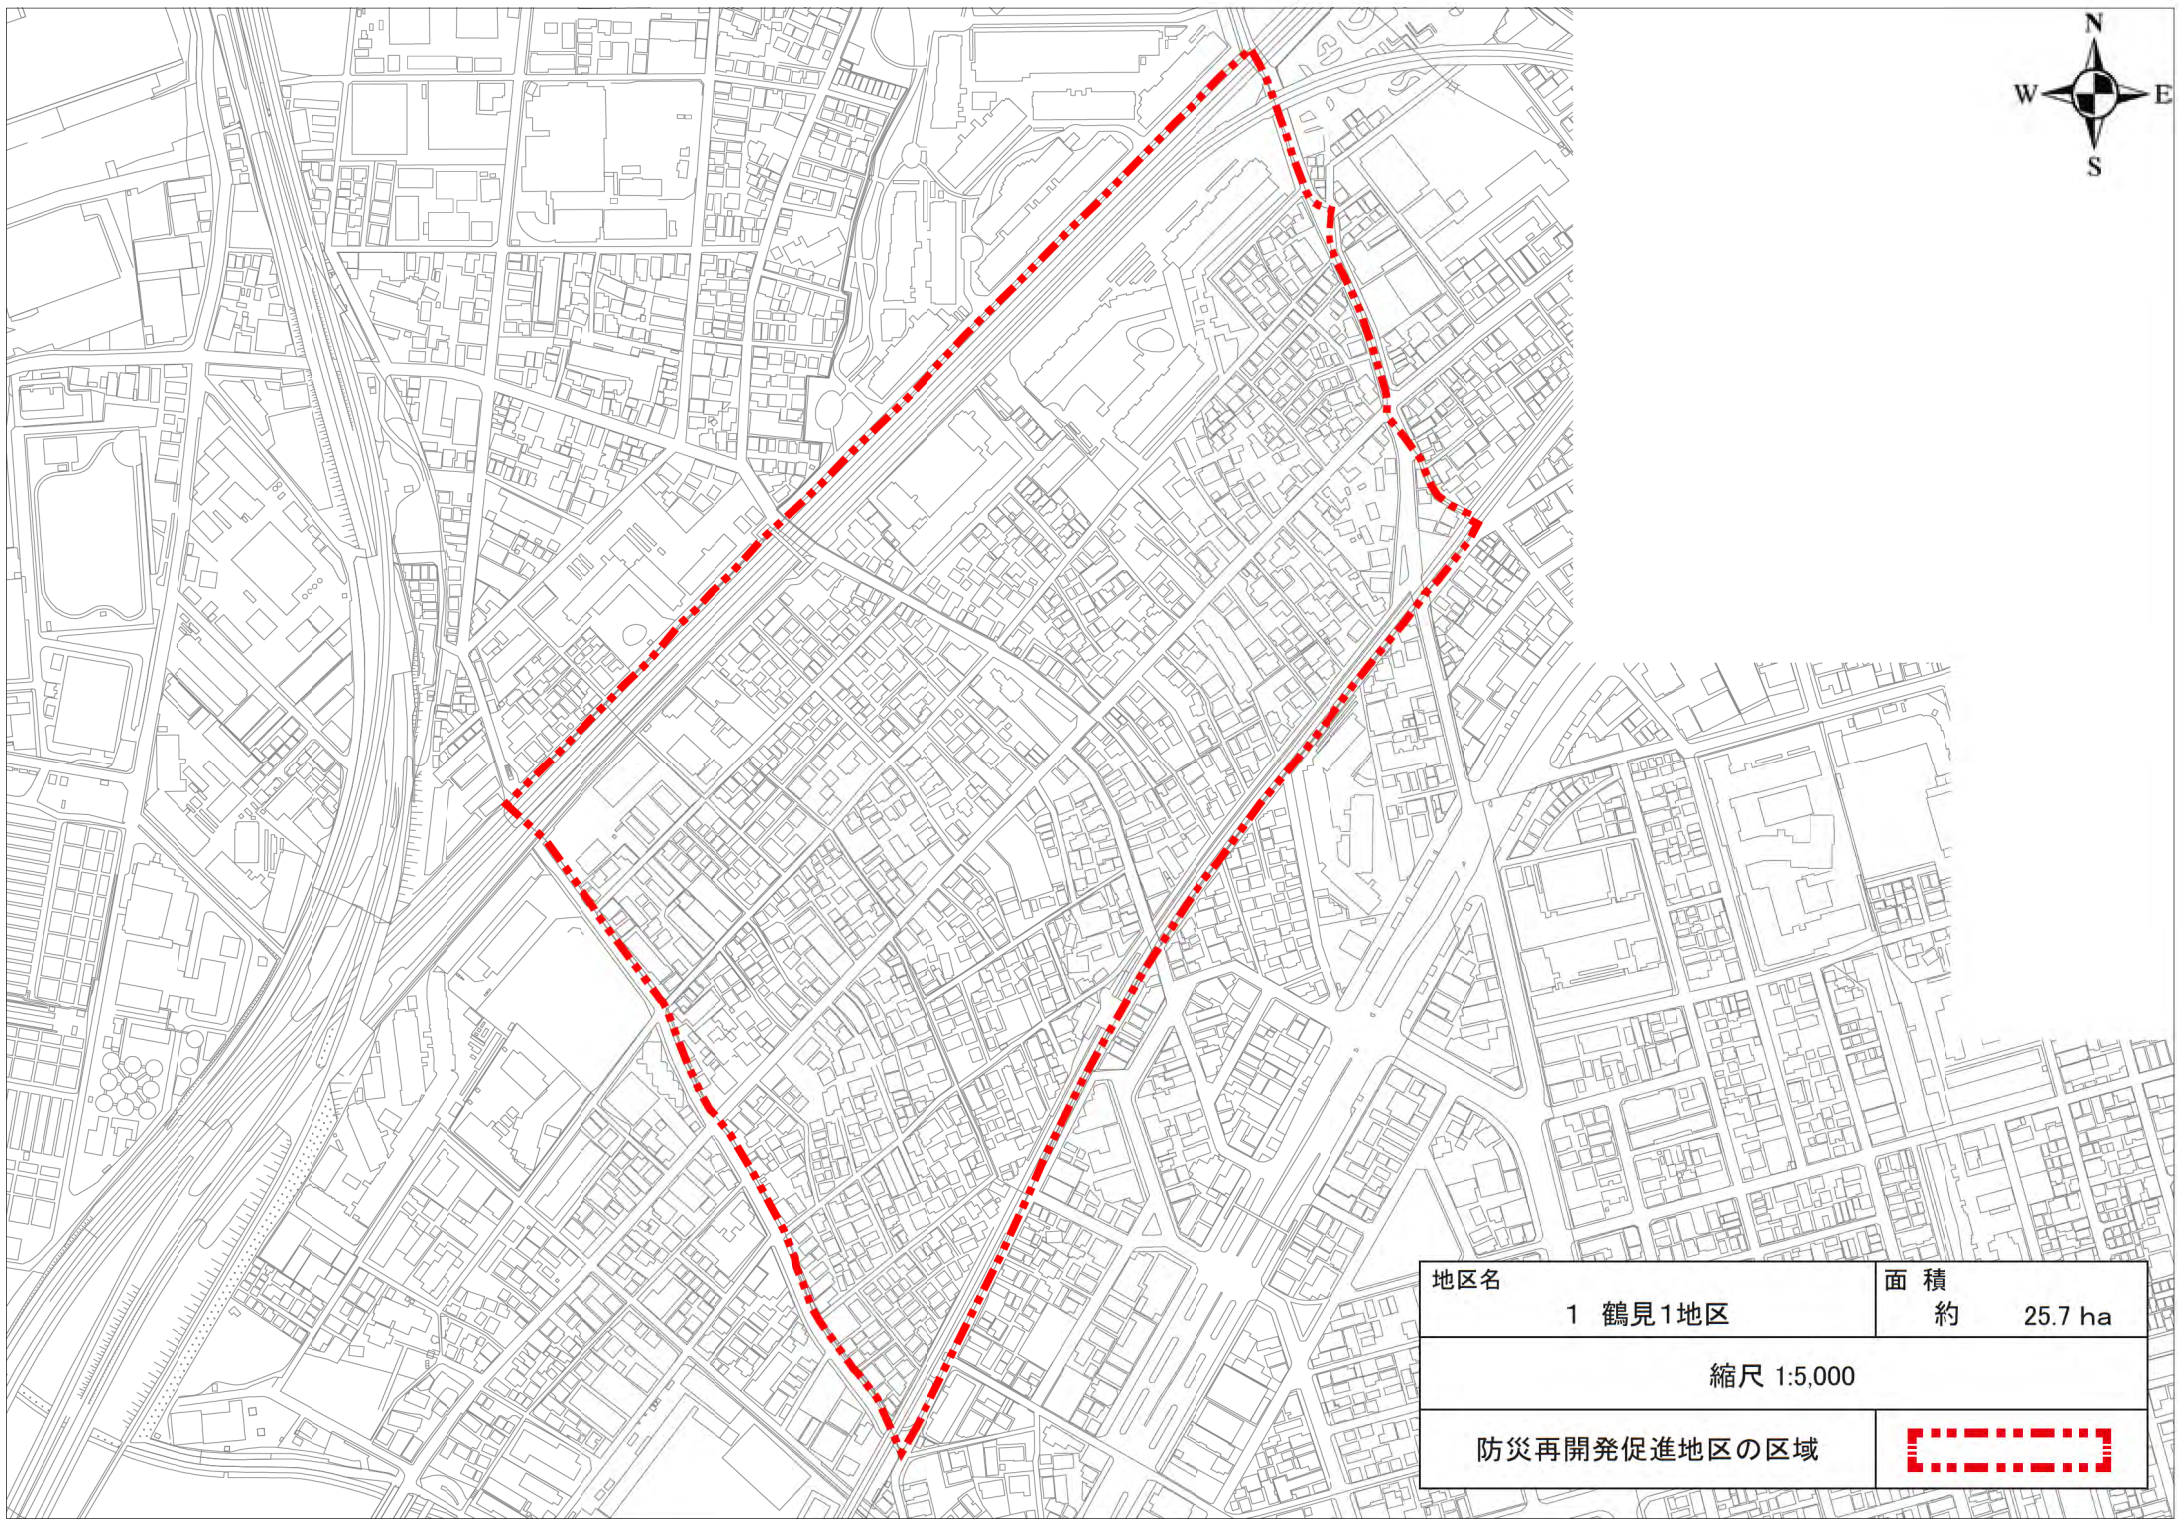 N
W E
S
地区名
1 鶴見1地区
面 積
約 25.7 ha
縮尺 1:5,000
防災再開発促進地区の区域